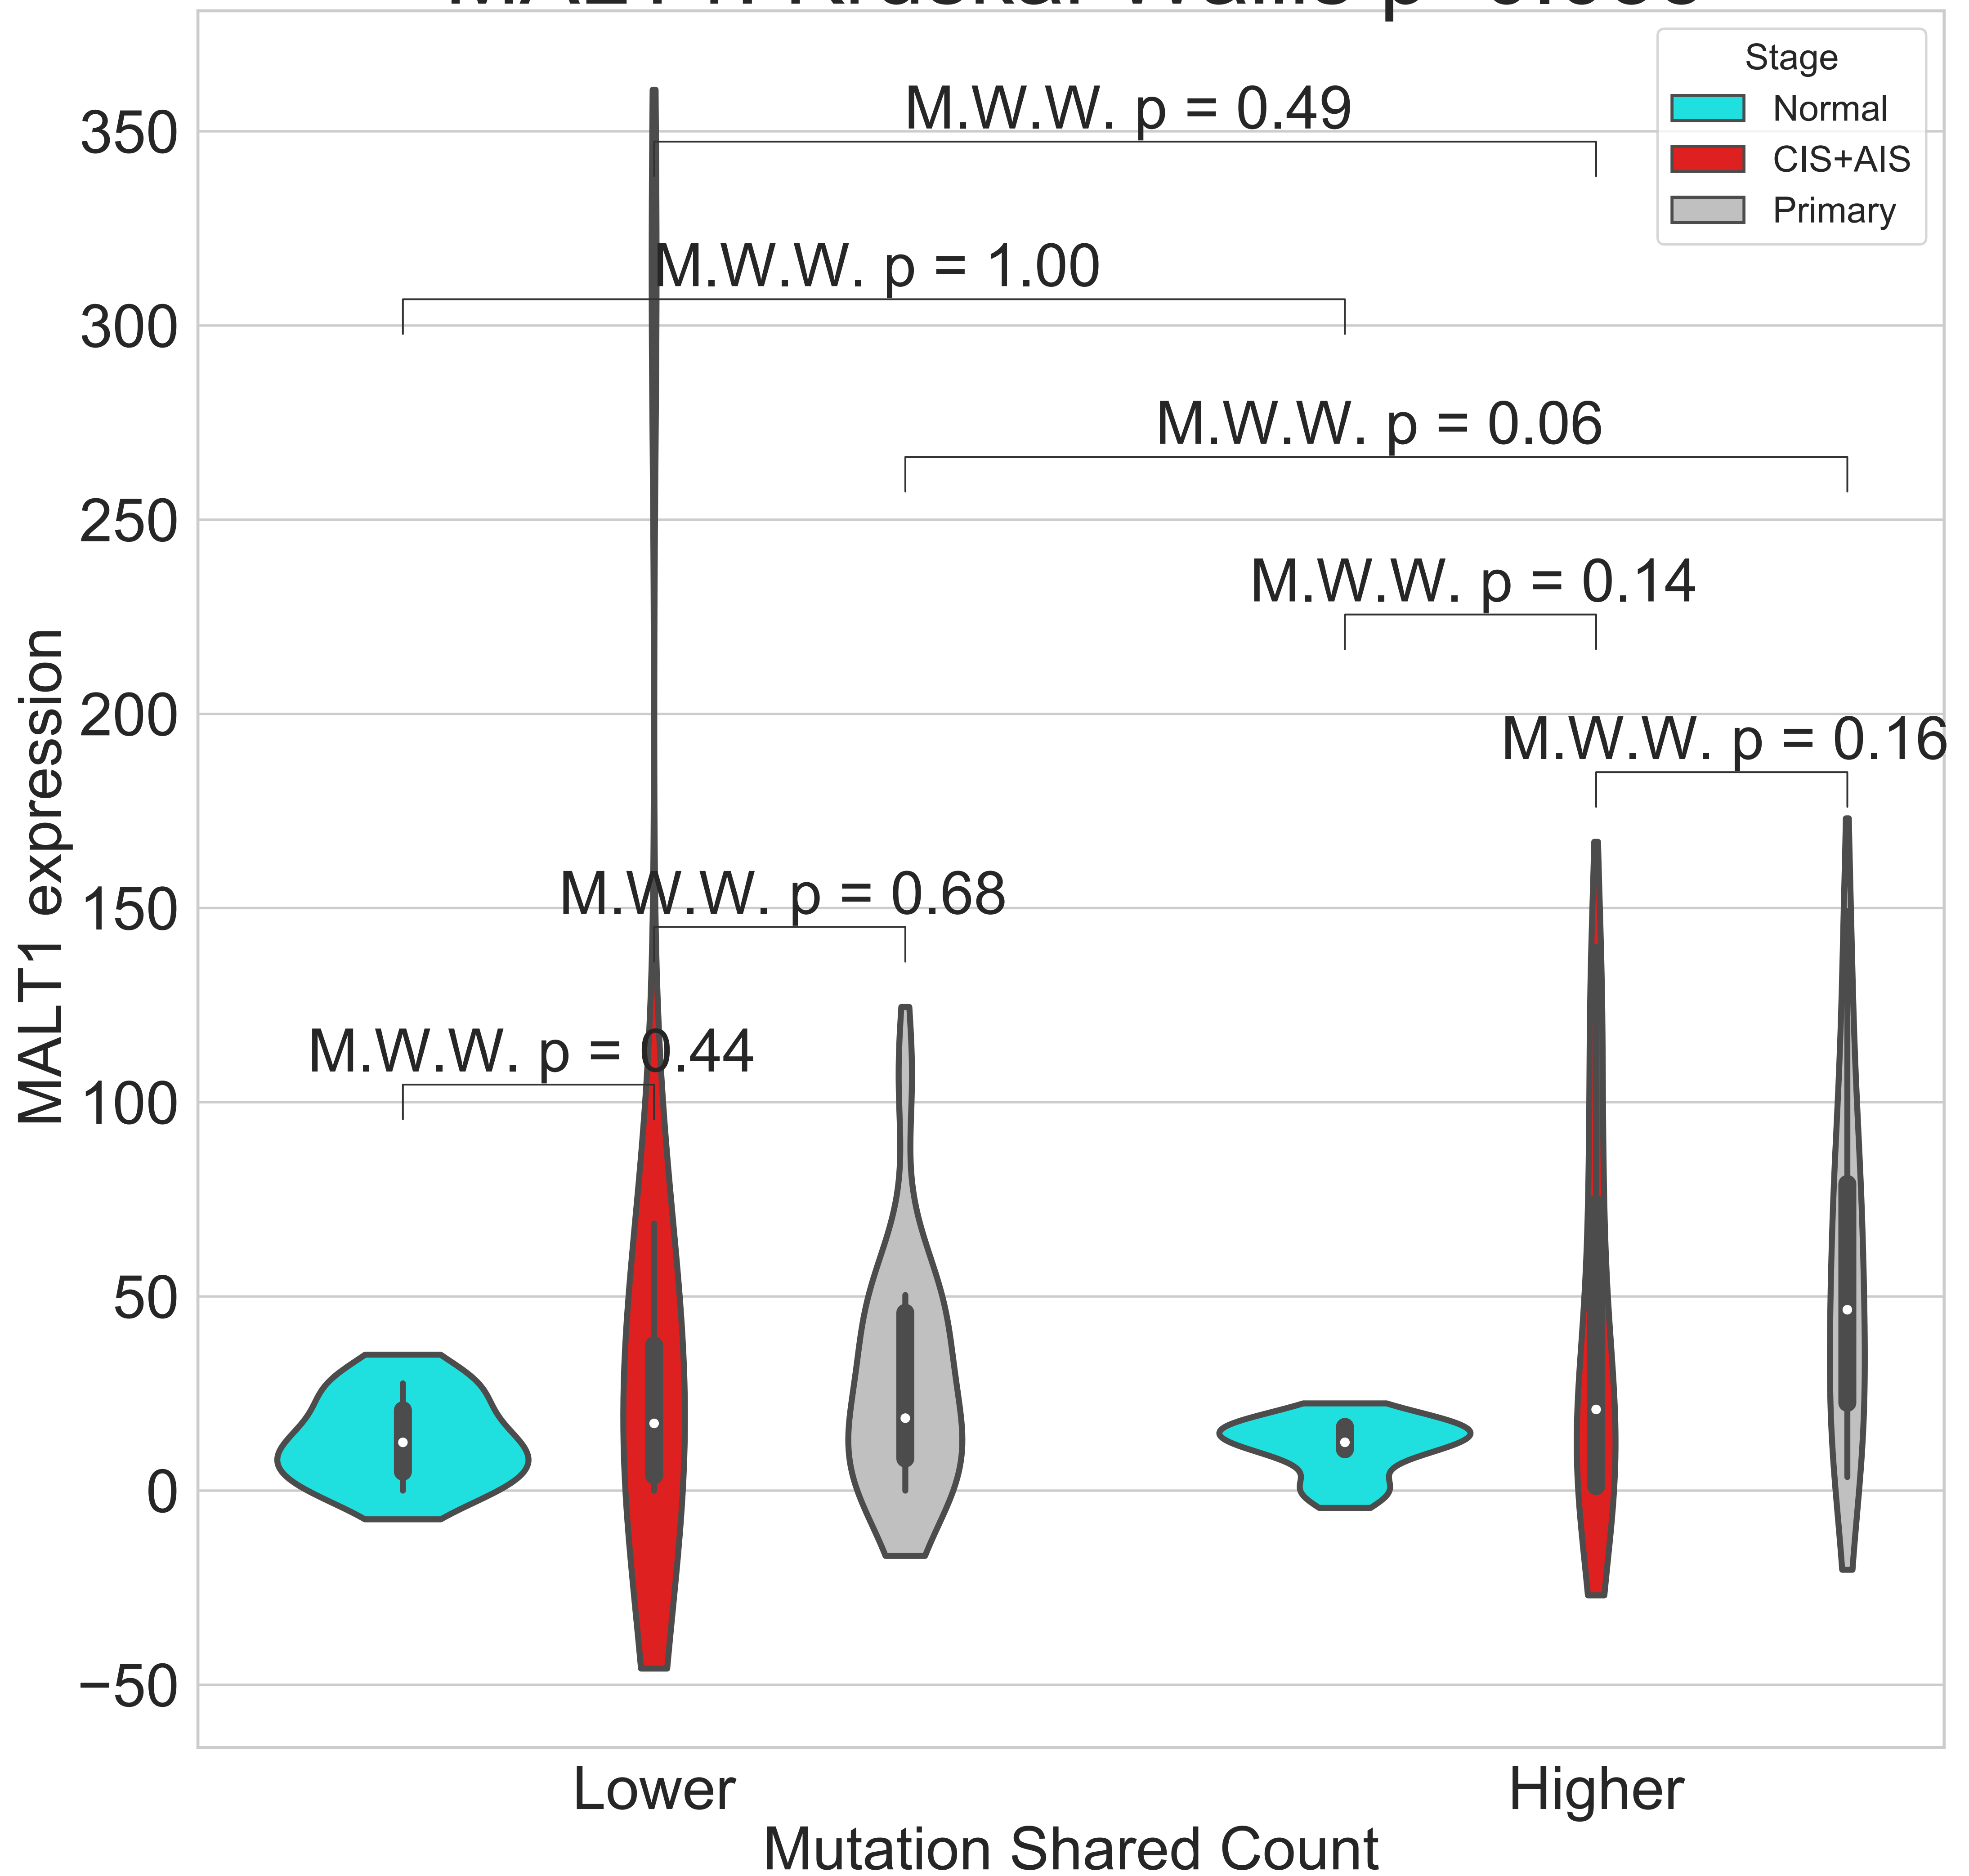 Stage
Normal
CIS+AIS
Primary
M.W.W. p = 0.49
M.W.W. p = 1.00
M.W.W. p = 0.06
M.W.W. p = 0.14
M.W.W. p = 0.16
M.W.W. p = 0.68
M.W.W. p = 0.44
350
300
250
200
150
100
50
0
−50
MALT1 expression
Lower
Higher
Mutation Shared Count